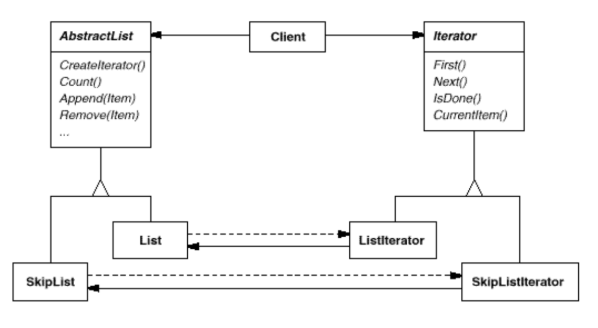 AbstractList
CreateIterator()
Count()
Append(Item)
Remove(Item)
...
Client
Iterator
First()
Next()
IsDone()
CurrentItem()
List
ListIterator
SkipList
SkipListIterator